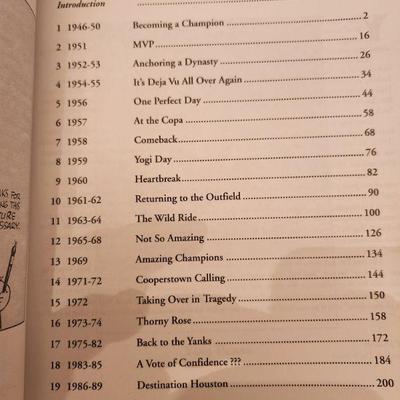 Introduction ........................................
1 1946-50 Becoming a Champion ........................................ 2
2 1951 MVP ........................................ 16
3 1952-53 Anchoring a Dynasty ........................................ 26
4 1954-55 It's Deja Vu All Over Again ........................................ 34
5 1956 One Perfect Day ........................................ 44
6 1957 At the Copa ........................................ 58
7 1958 Comeback ........................................ 68
8 1959 Yogi Day ........................................ 76
9 1960 Heartbreak ........................................ 82
10 1961-62 Returning to the Outfield ........................................ 90
11 1963-64 The Wild Ride ........................................ 100
12 1965-68 Not So Amazing ........................................ 126
13 1969 Amazing Champions ........................................ 134
14 1971-72 Cooperstown Calling ........................................ 144
15 1972 Taking Over in Tragedy ........................................ 150
16 1973-74 Thorny Rose ........................................ 158
17 1975-82 Back to the Yanks ........................................ 172
18 1983-85 A Vote of Confidence ??? ........................................ 184
19 1986-89 Destination Houston ........................................ 200
FOR
THIS